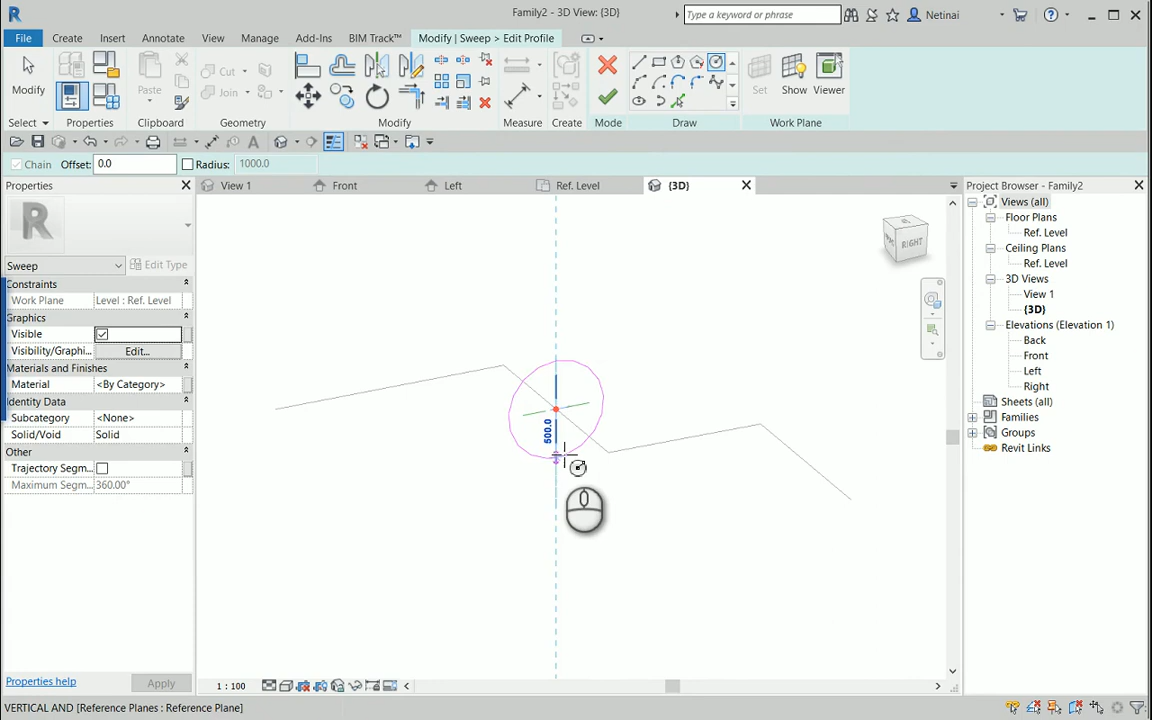 Family2 - 3D View: {3D}
Type a keyword or phrase
Netinai
File
Create
Insert
Annotate
View
Manage
Add-Ins
BIM Track™
Modify | Sweep > Edit Profile
Modify
Paste
Cut
Join
Set
Show
Viewer
Select
Properties
Clipboard
Geometry
Modify
Measure
Create
Mode
Draw
Work Plane
Chain
Offset:
0.0
Radius:
1000.0
Properties
View 1
Front
Left
Ref. Level
{3D}
Project Browser - Family2
Sweep
Edit Type
Constraints
Work Plane
Level : Ref. Level
Graphics
Visible
Visibility/Graphi...
Edit...
Materials and Finishes
Material
<By Category>
Identity Data
Subcategory
<None>
Solid/Void
Solid
Other
Trajectory Segm...
Maximum Segm...
360.00°
RIGHT
500.0
Views (all)
Floor Plans
Ref. Level
Ceiling Plans
Ref. Level
3D Views
View 1
{3D}
Elevations (Elevation 1)
Back
Front
Left
Right
Sheets (all)
Families
Groups
Revit Links
Properties help
Apply
1 : 100
VERTICAL AND [Reference Planes : Reference Plane]